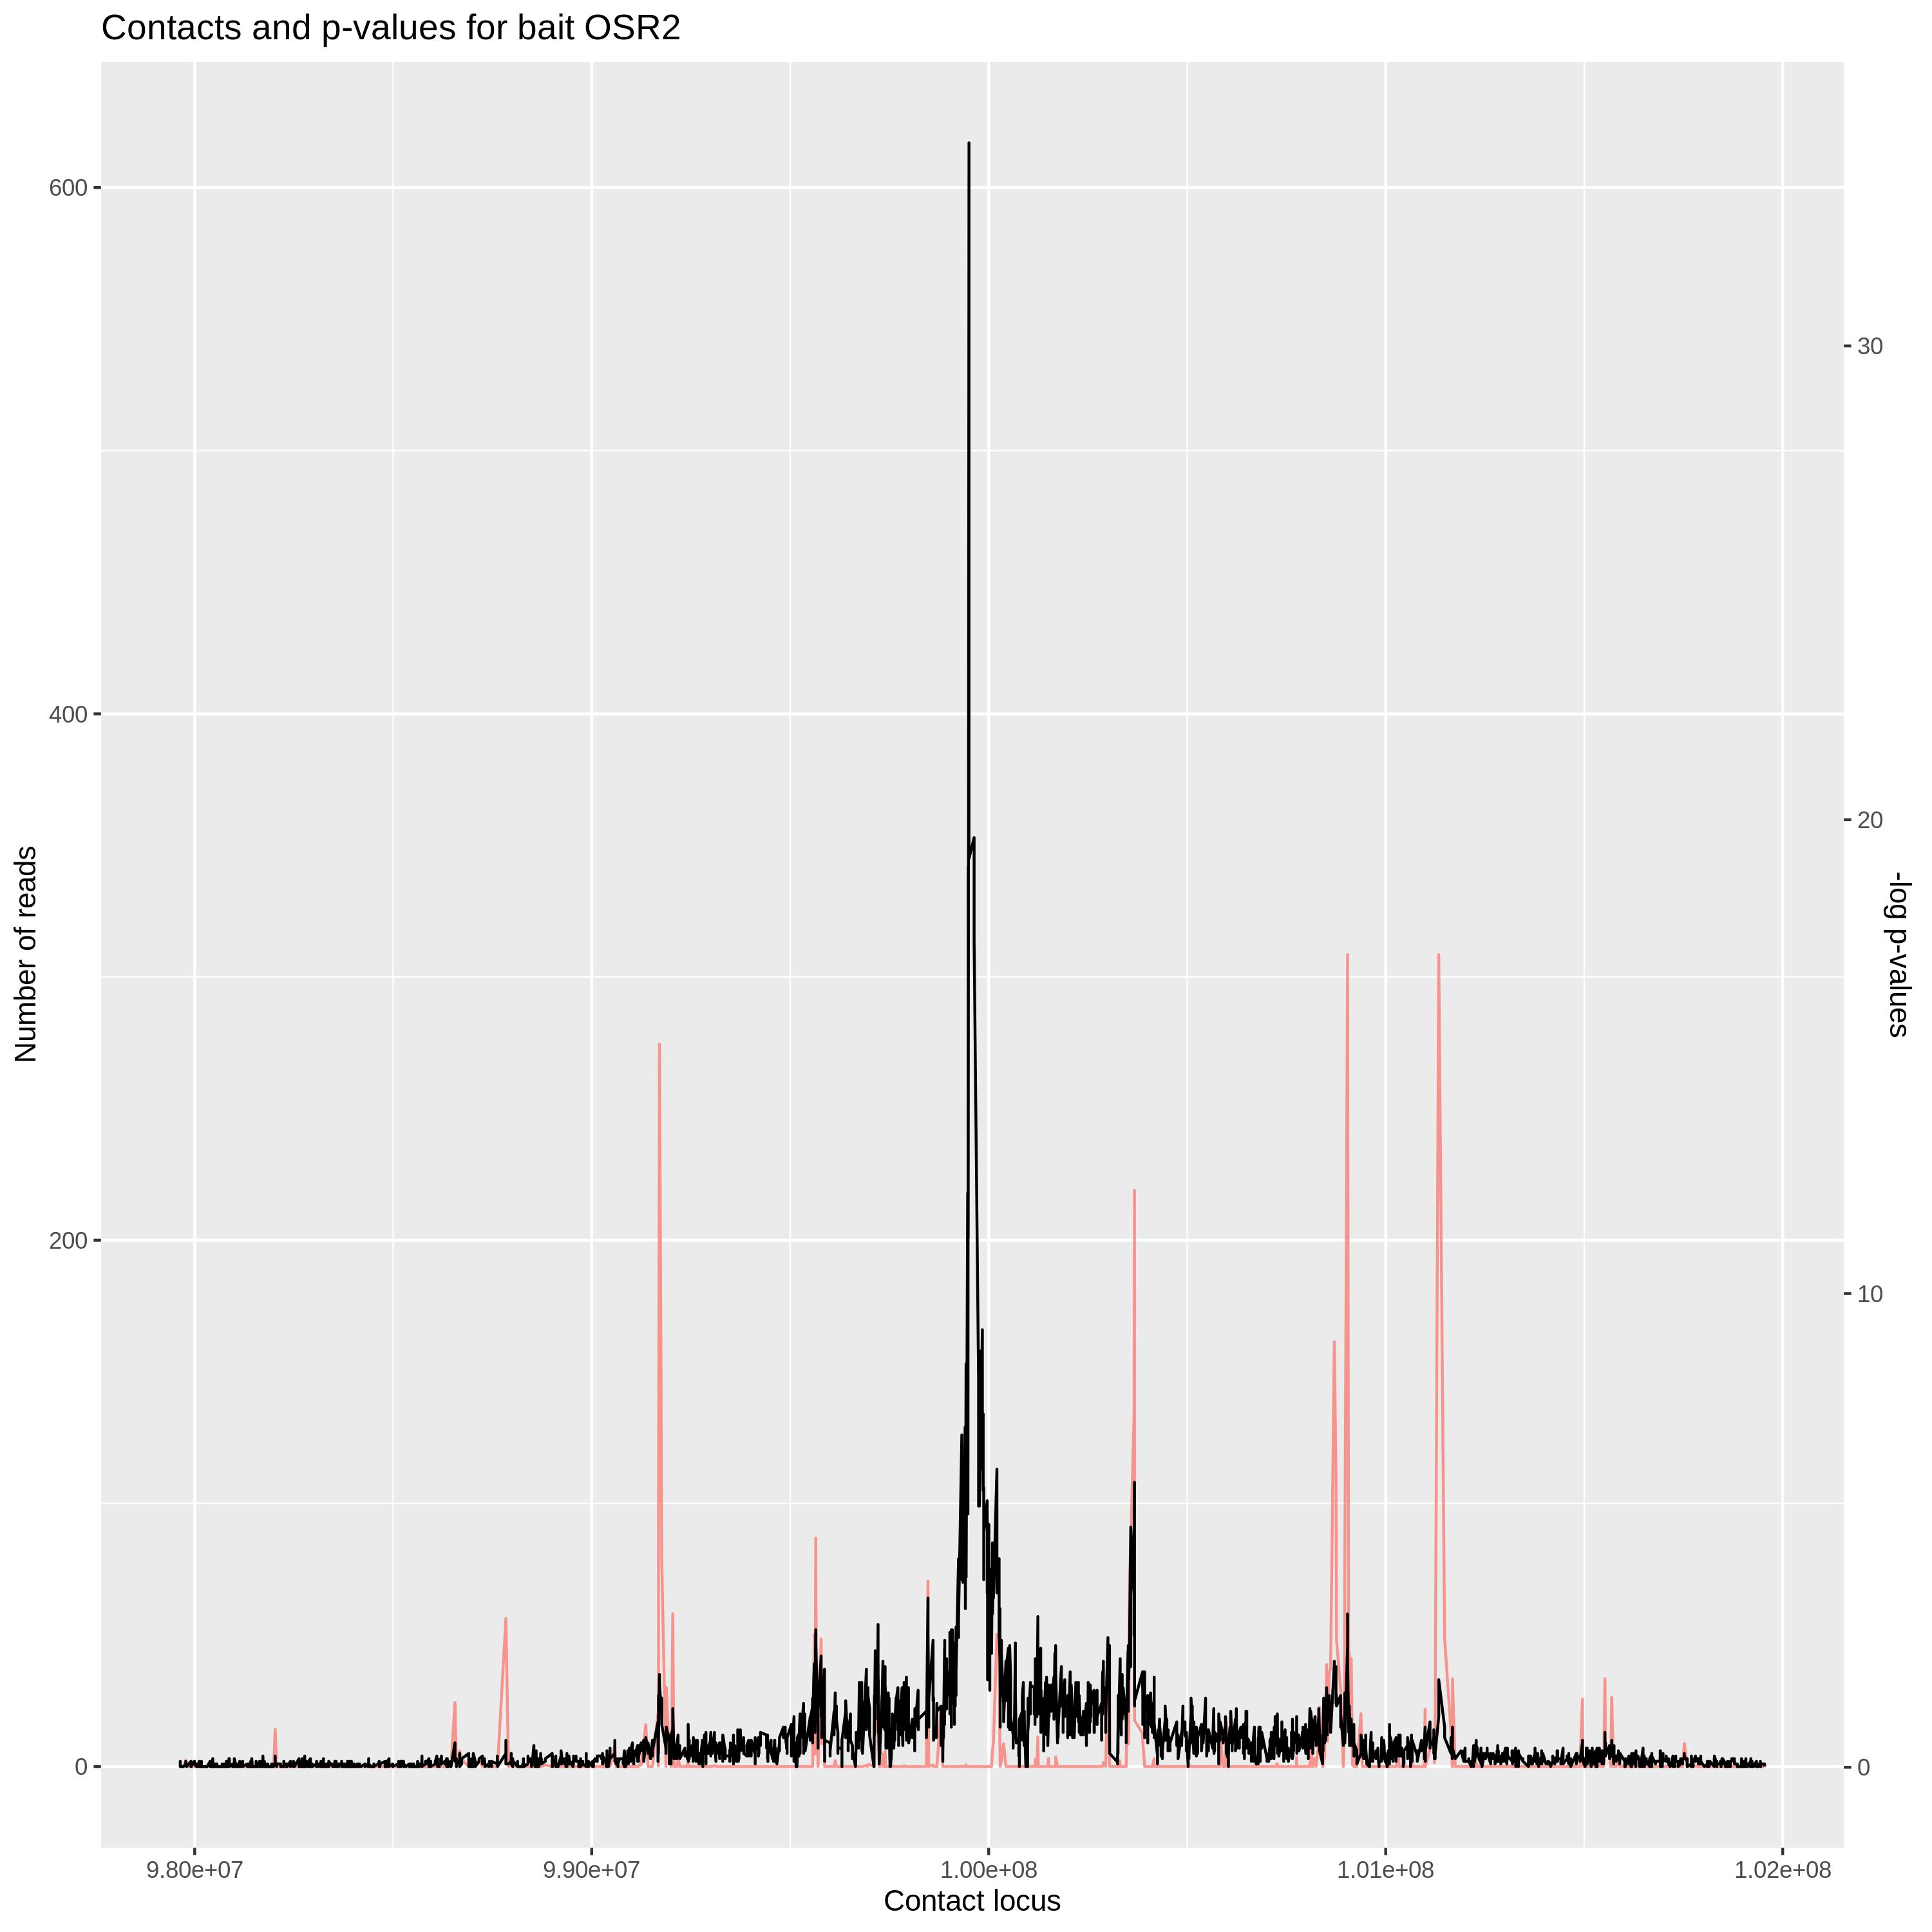 Contacts and p-values for bait OSR2
600
400
200
0
Number of reads
30
20
10
0
-log p-values
9.80e+07
9.90e+07
1.00e+08
1.01e+08
1.02e+08
Contact locus